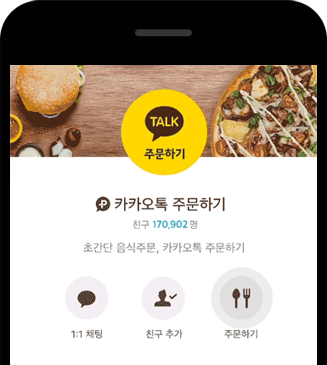 TALK
주문하기
카카오톡 주문하기
친구 170,902 명
초간단 음식주문, 카카오톡 주문하기
1:1 채팅
친구 추가
주문하기